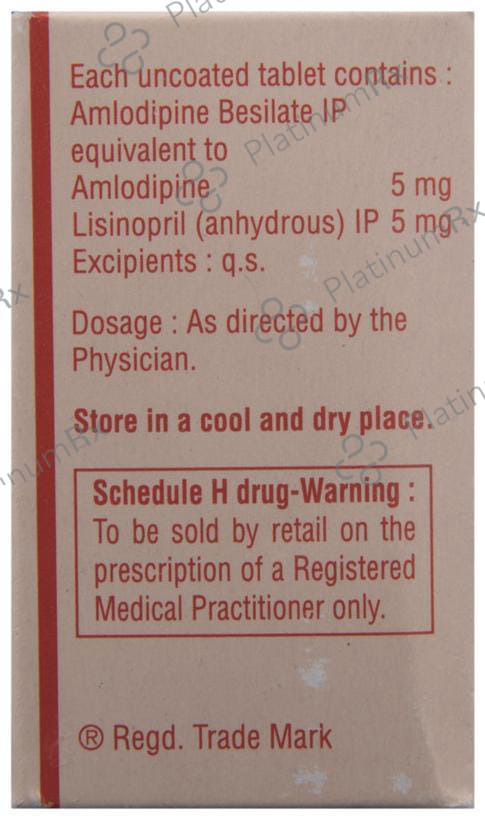 Each uncoated tablet contains :
Amlodipine Besilate IP
equivalent to
Amlodipine 5 mg
Lisinopril (anhydrous) IP 5 mg
Excipients : q.s.
Dosage : As directed by the
Physician.
Store in a cool and dry place.
Schedule H drug-Warning :
To be sold by retail on the
prescription of a Registered
Medical Practitioner only.
® Regd. Trade Mark
PlatinumRx
PlatinumRx